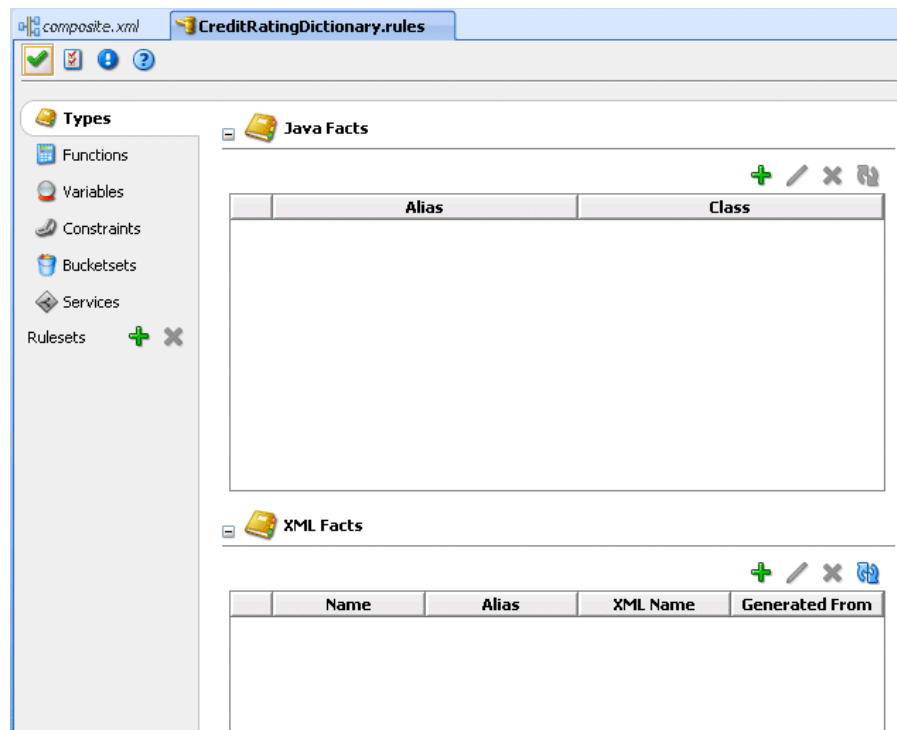 composite.xml CreditRatingDictionary.rules
Types
Functions
Variables
Constraints
Bucketsets
Services
Rulesets
Java Facts
Alias Class
XML Facts
Name Alias XML Name Generated From